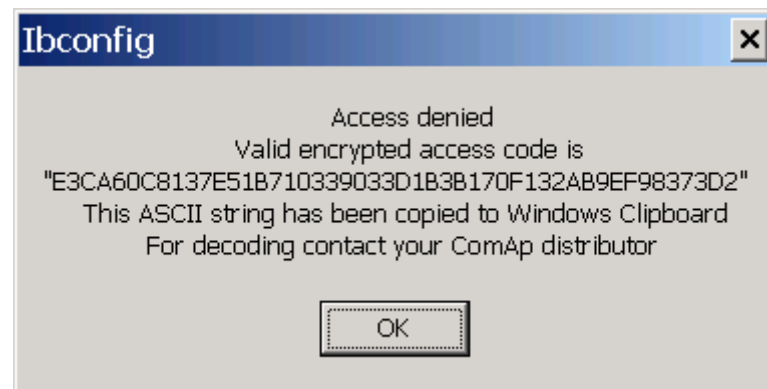 Ibconfig
Access denied
Valid encrypted access code is
"E3CA60C8137E51B710339033D1B3B170F132AB9EF98373D2"
This ASCII string has been copied to Windows Clipboard
For decoding contact your ComAp distributor
OK